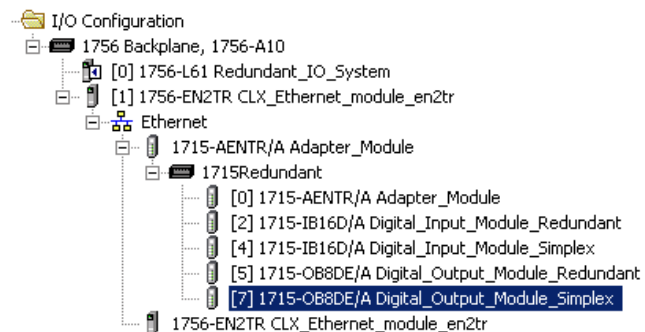 I/O Configuration
1756 Backplane, 1756-A10
[0] 1756-L61 Redundant_IO_System
[1] 1756-EN2TR CLX_Ethernet_module_en2tr
Ethernet
1715-AENTR/A Adapter_Module
1715Redundant
[0] 1715-AENTR/A Adapter_Module
[2] 1715-IB16D/A Digital_Input_Module_Redundant
[4] 1715-IB16D/A Digital_Input_Module_Simplex
[5] 1715-OB8DE/A Digital_Output_Module_Redundant
[7] 1715-OB8DE/A Digital_Output_Module_Simplex
1756-EN2TR CLX_Ethernet_module_en2tr